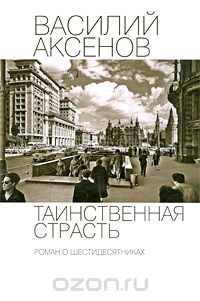 ВАСИЛИЙ
АКСЕНОВ
ТАИНСТВЕННАЯ
СТРАСТЬ
РОМАН О ШЕСТИДЕСЯТНИКАХ
ozon.ru